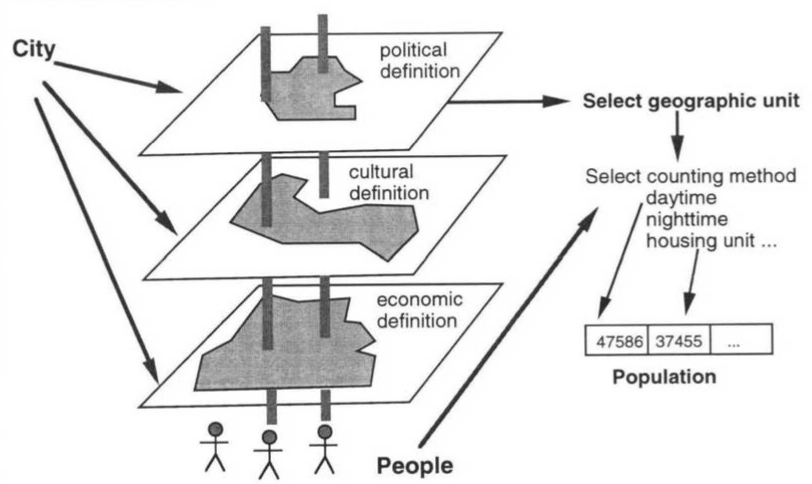 City
political
definition
Select geographic unit
cultural
definition
Select counting method
daytime
nighttime
housing unit ...
economic
definition
47586 37455 ...
Population
People